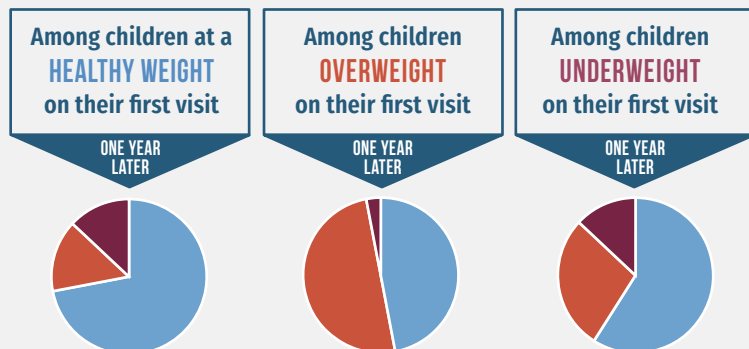 Among children at a
HEALTHY WEIGHT
on their first visit
ONE YEAR
LATER
Among children
OVERWEIGHT
on their first visit
ONE YEAR
LATER
Among children
UNDERWEIGHT
on their first visit
ONE YEAR
LATER